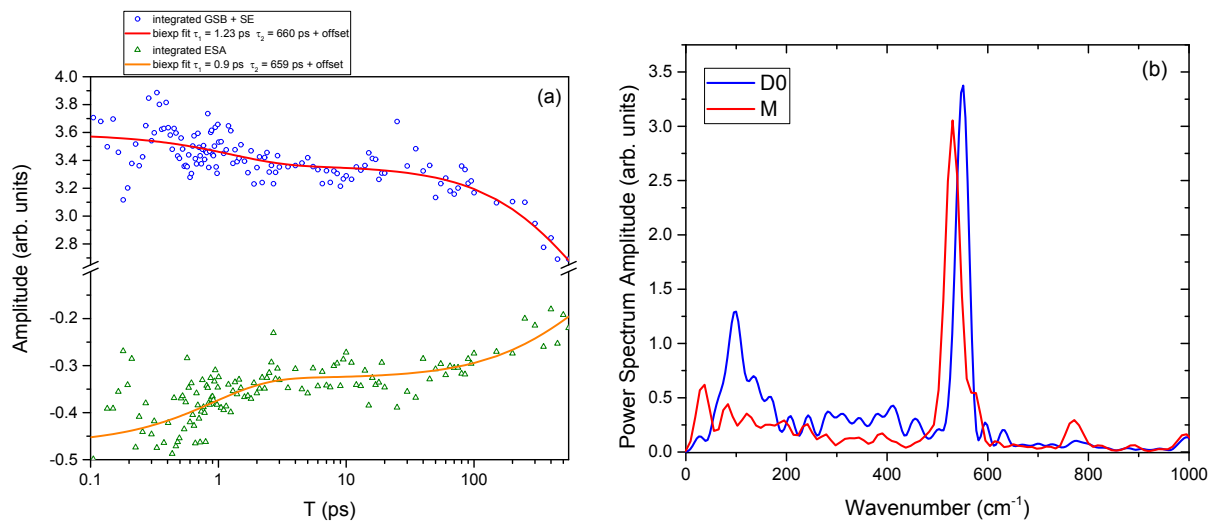 integrated GSB + SE
biexp fit τ₁ = 1.23 ps τ₂ = 660 ps + offset
integrated ESA
biexp fit τ₁ = 0.9 ps τ₂ = 659 ps + offset
(a)
4.0
3.8
3.6
3.4
3.2
3.0
2.8
-0.2
-0.3
-0.4
-0.5
Amplitude (arb. units)
0.1
1
10
100
T (ps)
(b)
D0
M
3.5
3.0
2.5
2.0
1.5
1.0
0.5
0.0
Power Spectrum Amplitude (arb. units)
0
200
400
600
800
1000
Wavenumber (cm⁻¹)